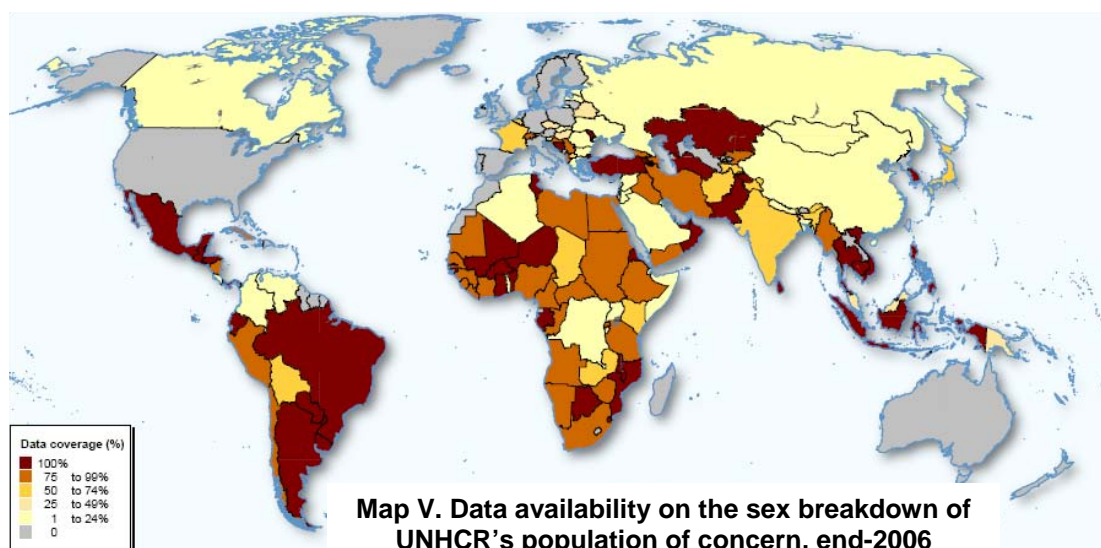 Data coverage (%)
100%
75 to 99%
50 to 74%
25 to 49%
1 to 24%
0
Map V. Data availability on the sex breakdown of
UNHCR's population of concern, end-2006